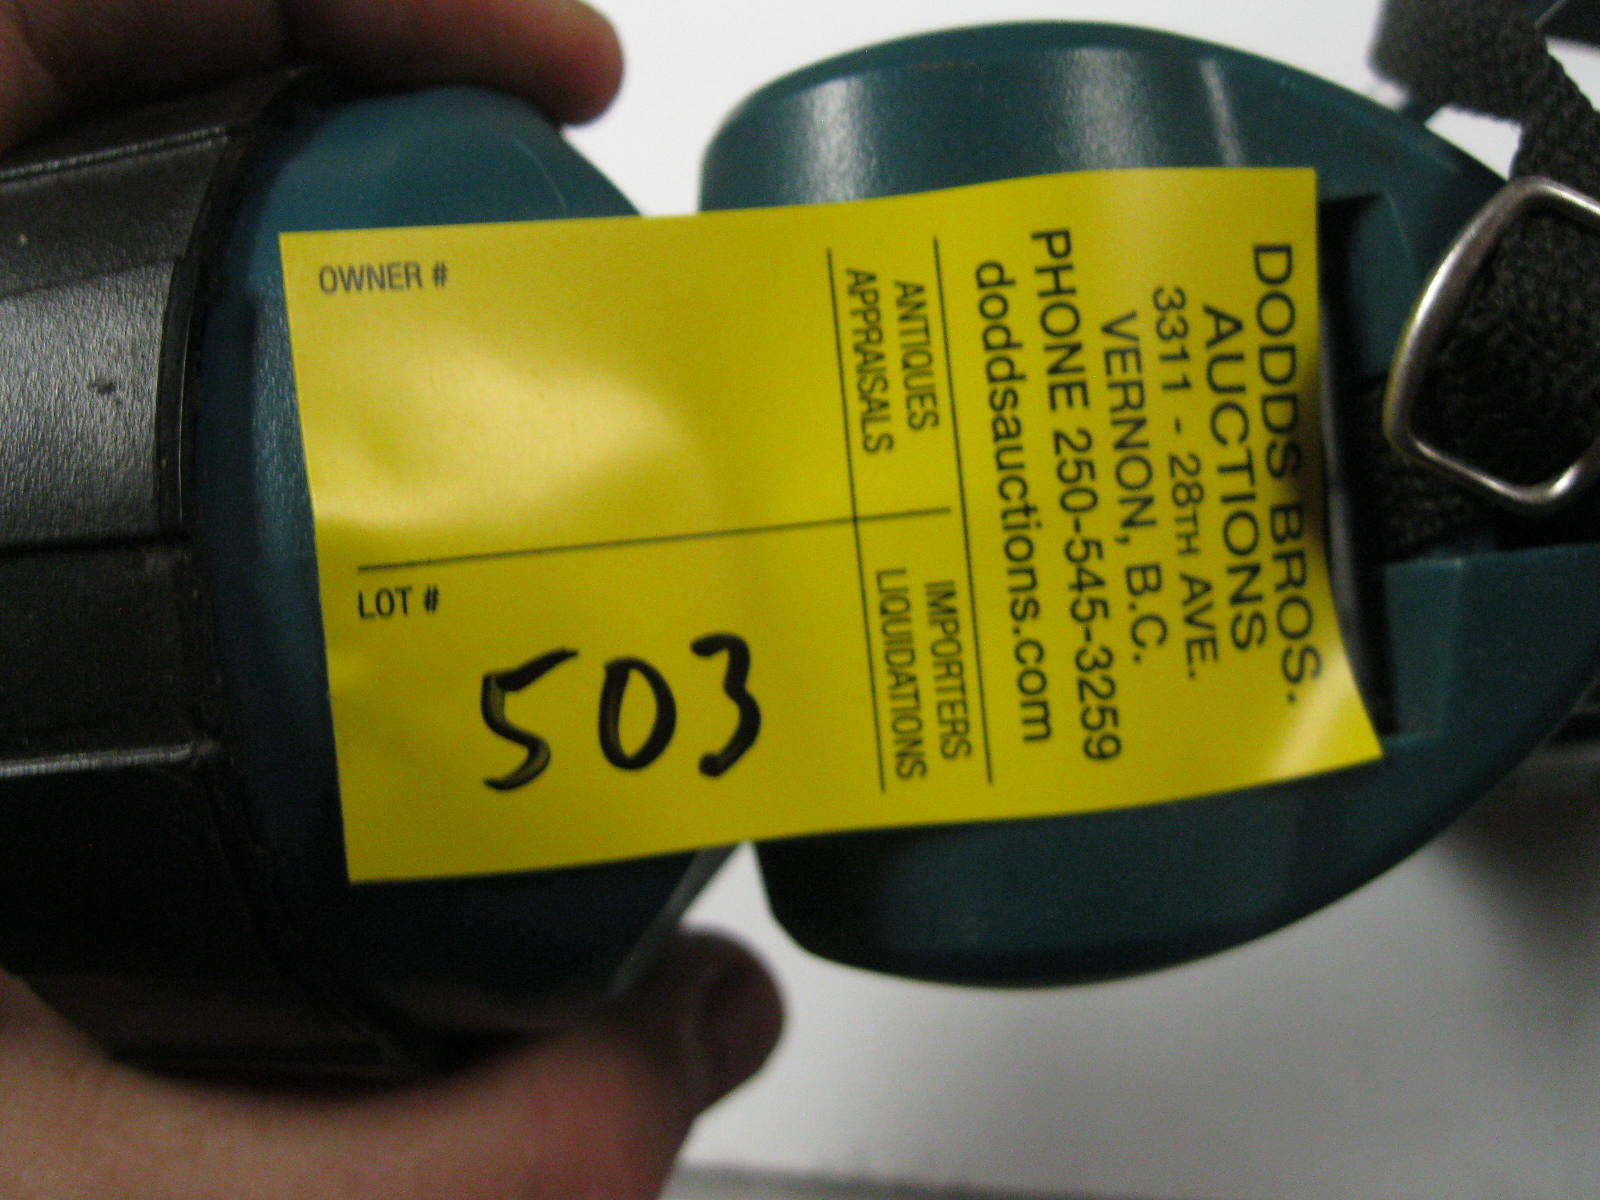 DODDS BROS.
AUCTIONS
3311 - 28TH AVE.
VERNON, B.C.
PHONE 250-545-3259
doddsauctions.com
ANTIQUES IMPORTERS
APPRAISALS LIQUIDATIONS
OWNER #
LOT #
503